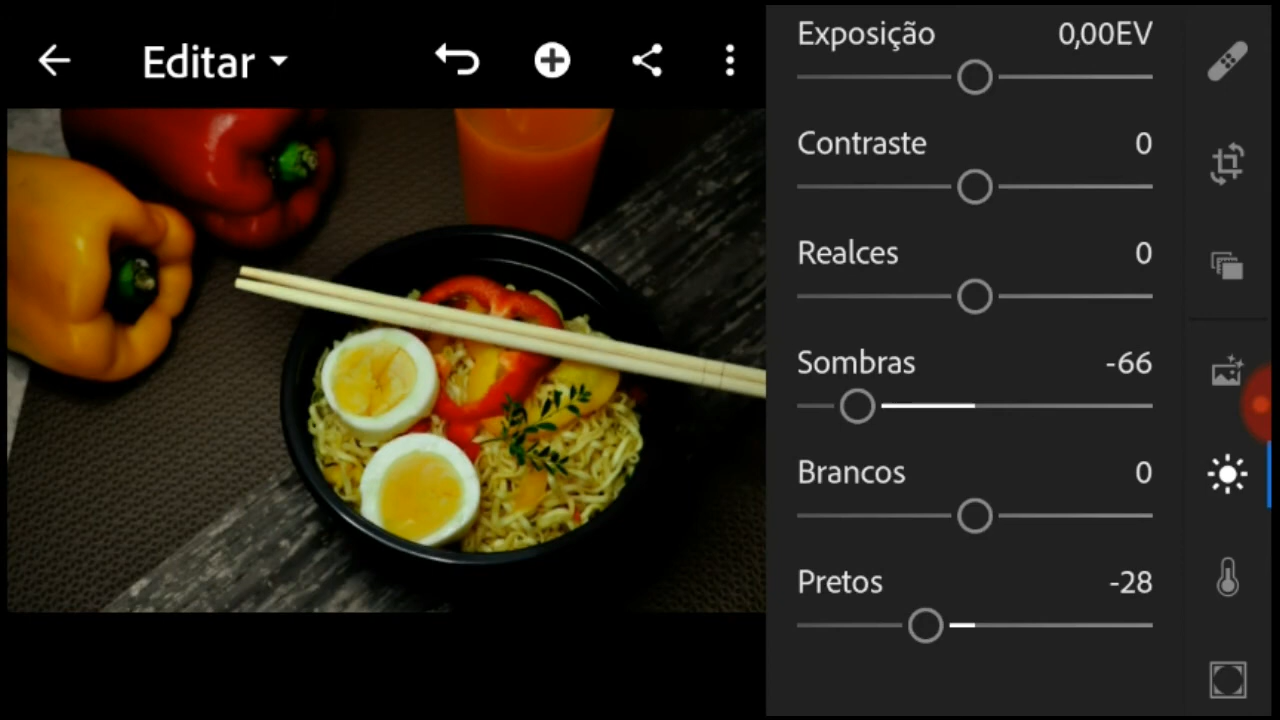 Editar
Exposição 0,00EV
Contraste 0
Realces 0
Sombras -66
Brancos 0
Pretos -28